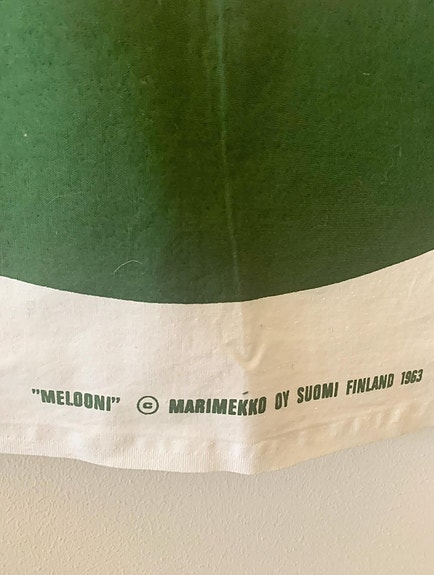 "MELOONI" © MARIMEKKO OY SUOMI FINLAND 1963